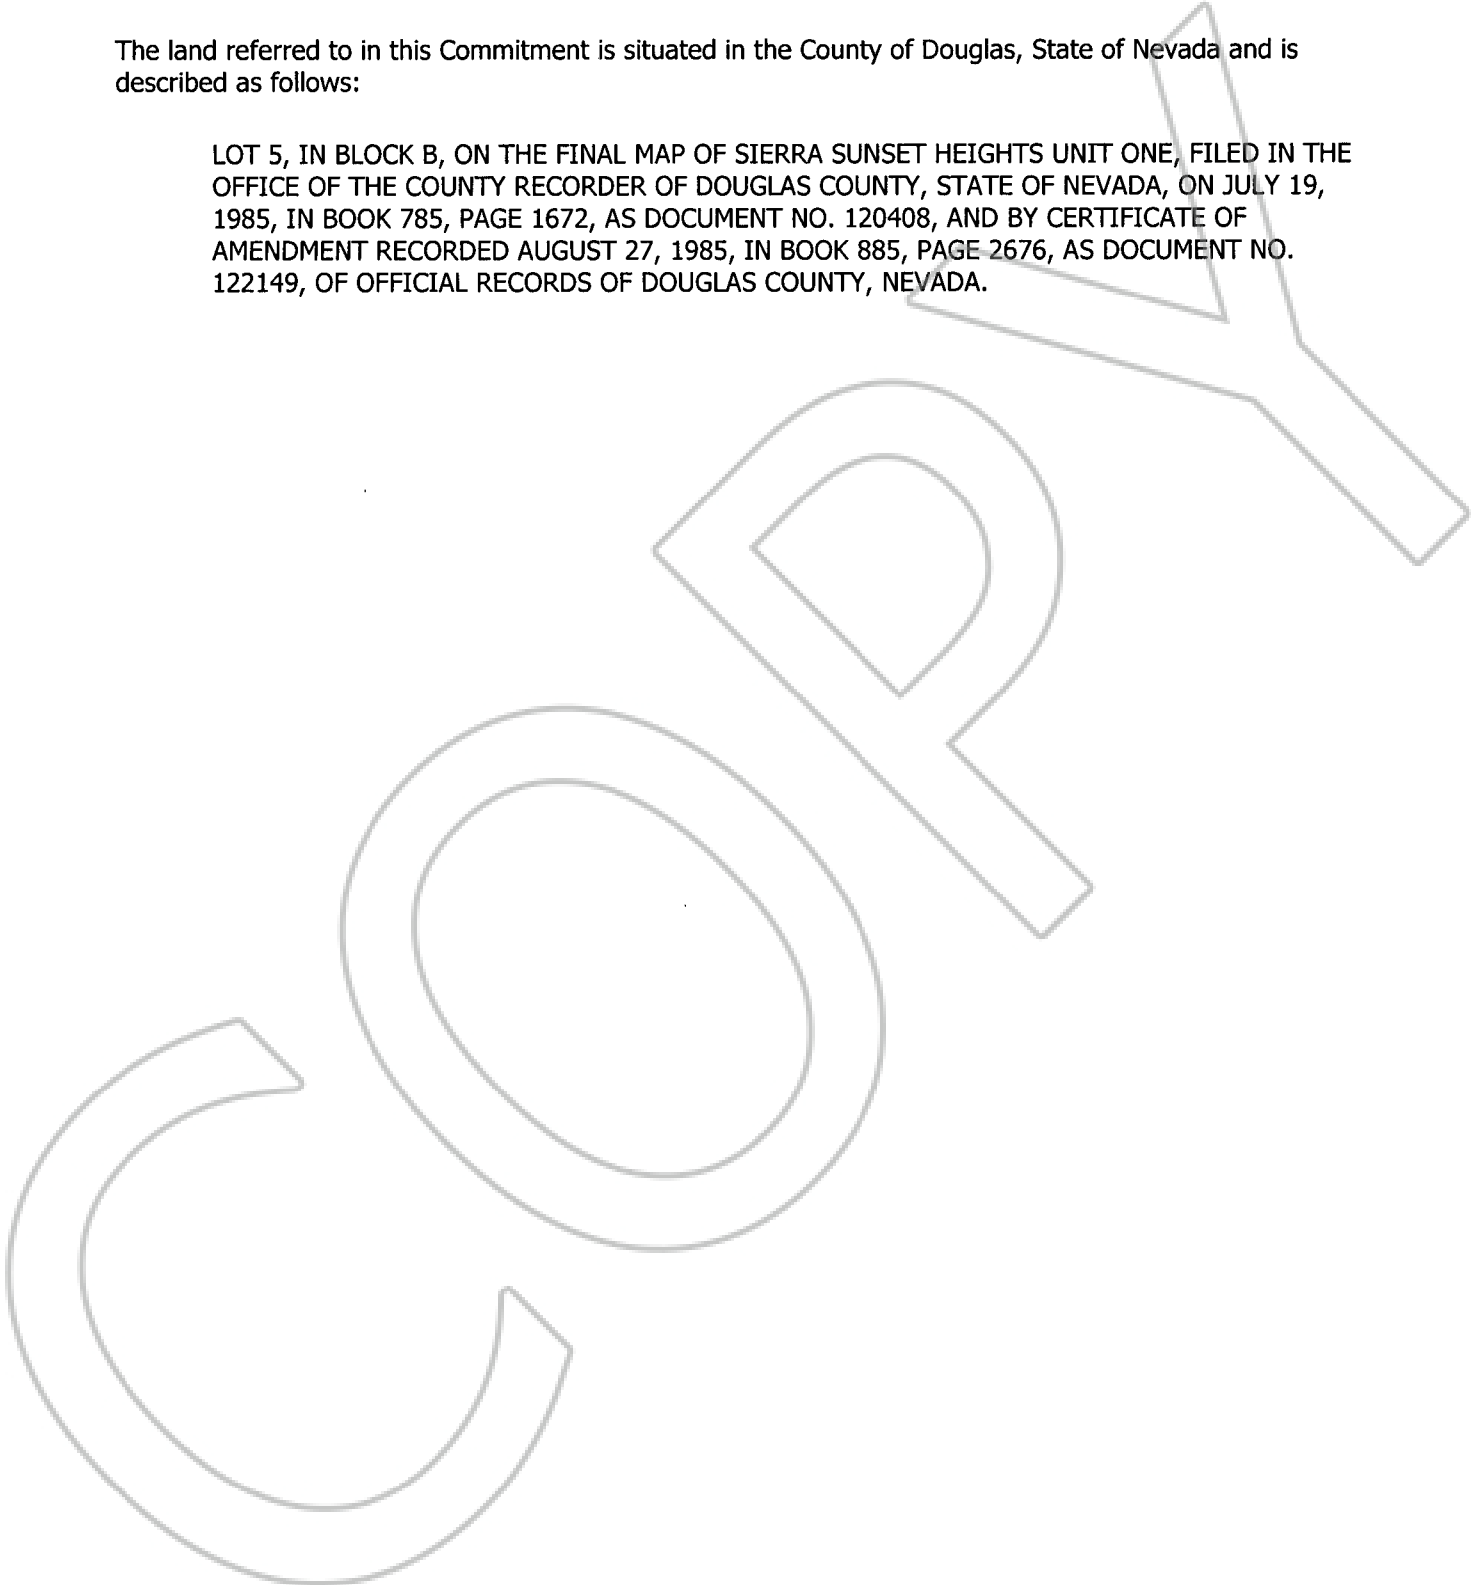 The land referred to in this Commitment is situated in the County of Douglas, State of Nevada and is
described as follows:
LOT 5, IN BLOCK B, ON THE FINAL MAP OF SIERRA SUNSET HEIGHTS UNIT ONE, FILED IN THE
OFFICE OF THE COUNTY RECORDER OF DOUGLAS COUNTY, STATE OF NEVADA, ON JULY 19,
1985, IN BOOK 785, PAGE 1672, AS DOCUMENT NO. 120408, AND BY CERTIFICATE OF
AMENDMENT RECORDED AUGUST 27, 1985, IN BOOK 885, PAGE 2676, AS DOCUMENT NO.
122149, OF OFFICIAL RECORDS OF DOUGLAS COUNTY, NEVADA.
COPY